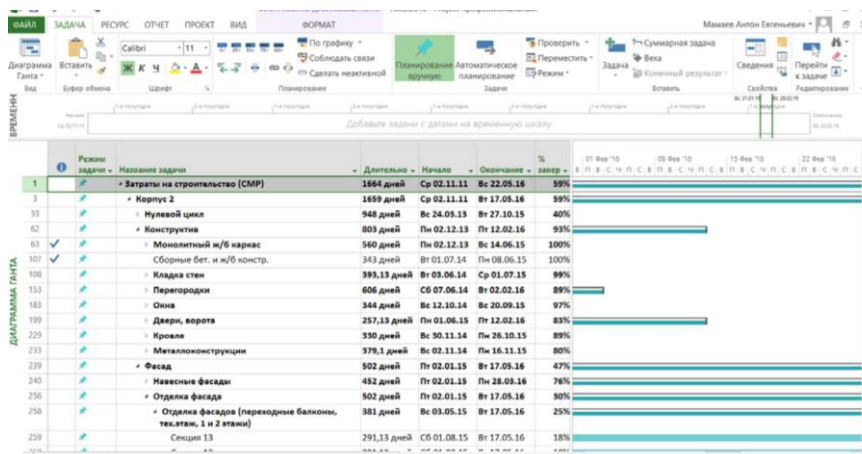 ФАЙЛ ЗАДАЧА РЕСУРС ОТЧЕТ ПРОЕКТ ВИД ФОРМАТ Мамаев Антон Евгеньевич
Calibri 11 По графику Проверить Суммарная задача
Вставить Соблюдать связи Планирование Автоматическое Переместить Задача Веха Сведения Перейти
Диаграмма Ганта Ж К Ч Сделать неактивной вручную планирование Режим Конечный результат к задаче
Вид Буфер обмена Шрифт Планирование Задачи Вставить Свойства Редактирование
Добавьте задачи с датами на временную шкалу
Режим задачи Название задачи Длительно Начало Окончание % завер 01 Фев '16 08 Фев '16 15 Фев '16 22 Фев '16
1 Затраты на строительство (СМР) 1664 дней Ср 02.11.11 Вс 22.05.16 59%
3 Корпус 2 1659 дней Ср 02.11.11 Вт 17.05.16 59%
33 Нулевой цикл 948 дней Вс 24.03.13 Вт 27.10.15 40%
62 Конструктив 803 дней Пн 02.12.13 Пт 12.02.16 93%
63 Монолитный ж/б каркас 560 дней Пн 02.12.13 Вс 14.06.15 100%
107 Сборные бет. и ж/б констр. 343 дней Вт 01.07.14 Пн 08.06.15 100%
108 Кладка стен 393,13 дней Вт 03.06.14 Ср 01.07.15 99%
153 Перегородки 606 дней Сб 07.06.14 Вт 02.02.16 89%
183 Окна 344 дней Вс 12.10.14 Вс 20.09.15 97%
199 Двери, ворота 257,13 дней Пн 01.06.15 Пт 12.02.16 83%
229 Кровля 330 дней Вс 30.11.14 Пн 26.10.15 89%
233 Металлоконструкции 379,1 дней Вс 02.11.14 Пн 16.11.15 80%
239 Фасад 502 дней Пт 02.01.15 Вт 17.05.16 47%
240 Навесные фасады 452 дней Пт 02.01.15 Пн 28.03.16 76%
256 Отделка фасада 502 дней Пт 02.01.15 Вт 17.05.16 30%
258 Отделка фасадов (переходные балконы, 381 дней Вс 03.05.15 Вт 17.05.16 25%
тех.этаж, 1 и 2 этажи)
259 Секция 13 291,13 дней Сб 01.08.15 Вт 17.05.16 18%
ДИАГРАММА ГАНТА